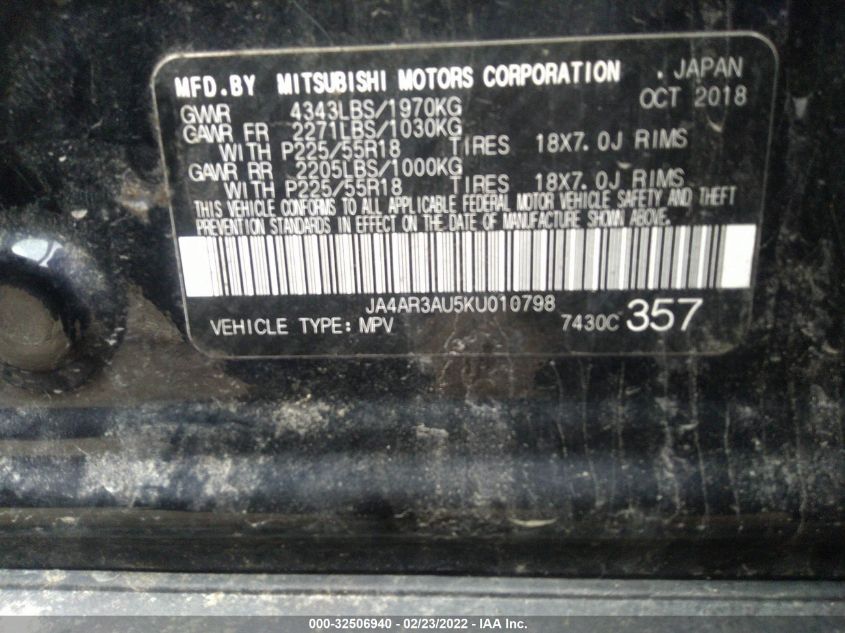 MFD.BY MITSUBISHI MOTORS CORPORATION . JAPAN
GVWR 4343LBS/1970KG OCT 2018
GAWR FR 2271LBS/1030KG
WITH P225/55R18 TIRES 18X7.0J RIMS
GAWR RR 2205LBS/1000KG
WITH P225/55R18 TIRES 18X7.0J RIMS
THIS VEHICLE CONFORMS TO ALL APPLICABLE FEDERAL MOTOR VEHICLE SAFETY AND THEFT
PREVENTION STANDARDS IN EFFECT ON THE DATE OF MANUFACTURE SHOWN ABOVE.
JA4AR3AU5KU010798
VEHICLE TYPE: MPV 7430C 357
000-32506940 - 02/23/2022 - IAA Inc.